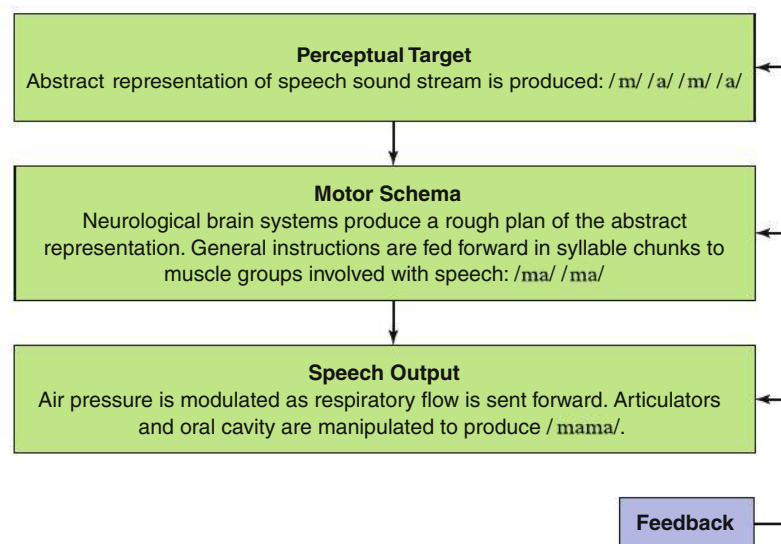 Perceptual Target
Abstract representation of speech sound stream is produced: /m/ /a/ /m/ /a/
Motor Schema
Neurological brain systems produce a rough plan of the abstract
representation. General instructions are fed forward in syllable chunks to
muscle groups involved with speech: /ma/ /ma/
Speech Output
Air pressure is modulated as respiratory flow is sent forward. Articulators
and oral cavity are manipulated to produce /mama/.
Feedback